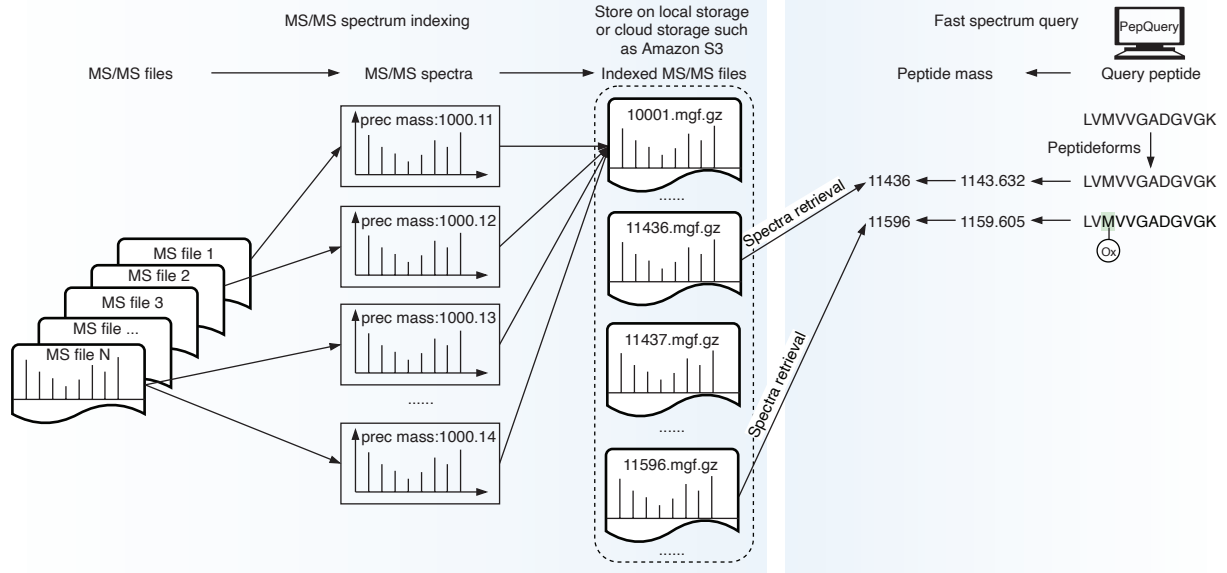 MS/MS spectrum indexing
Store on local storage
or cloud storage such
as Amazon S3
Fast spectrum query
PepQuery
MS/MS files
MS/MS spectra
Indexed MS/MS files
Peptide mass
Query peptide
prec mass:1000.11
prec mass:1000.12
prec mass:1000.13
......
prec mass:1000.14
MS file 1
MS file 2
MS file 3
MS file ...
MS file N
10001.mgf.gz
......
11436.mgf.gz
11437.mgf.gz
......
11596.mgf.gz
......
Spectra retrieval
Spectra retrieval
LVMVVGADGVGK
Peptideforms
11436
1143.632
LVMVVGADGVGK
11596
1159.605
LVMVVGADGVGK
Ox